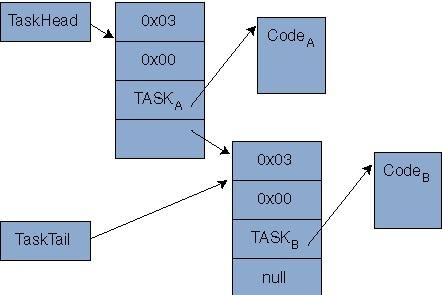 TaskHead
0x03
0x00
TASKA
CodeA
0x03
0x00
TASKB
null
CodeB
TaskTail